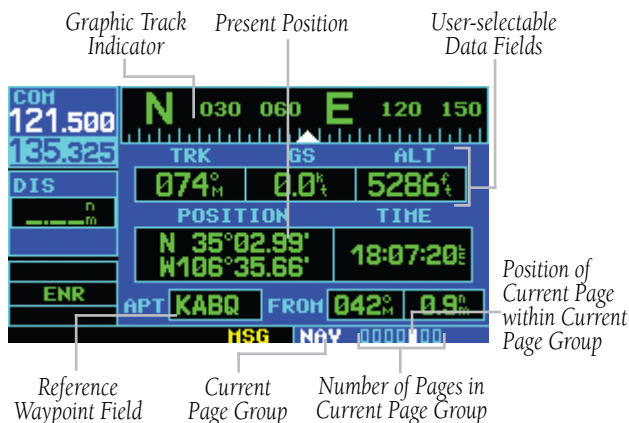 Graphic Track
Indicator
Present Position
User-selectable
Data Fields
COM
121.500
135.325
N 030 060 E 120 150
TRK GS ALT
074°M 0.0kt 5286ft
DIS
_._ _nm
POSITION TIME
N 35°02.99'
W106°35.66'
18:07:20
ENR
APT KABQ FROM 042°M 0.9nm
MSG NAV
Position of
Current Page
within Current
Page Group
Reference
Waypoint Field
Current
Page Group
Number of Pages in
Current Page Group